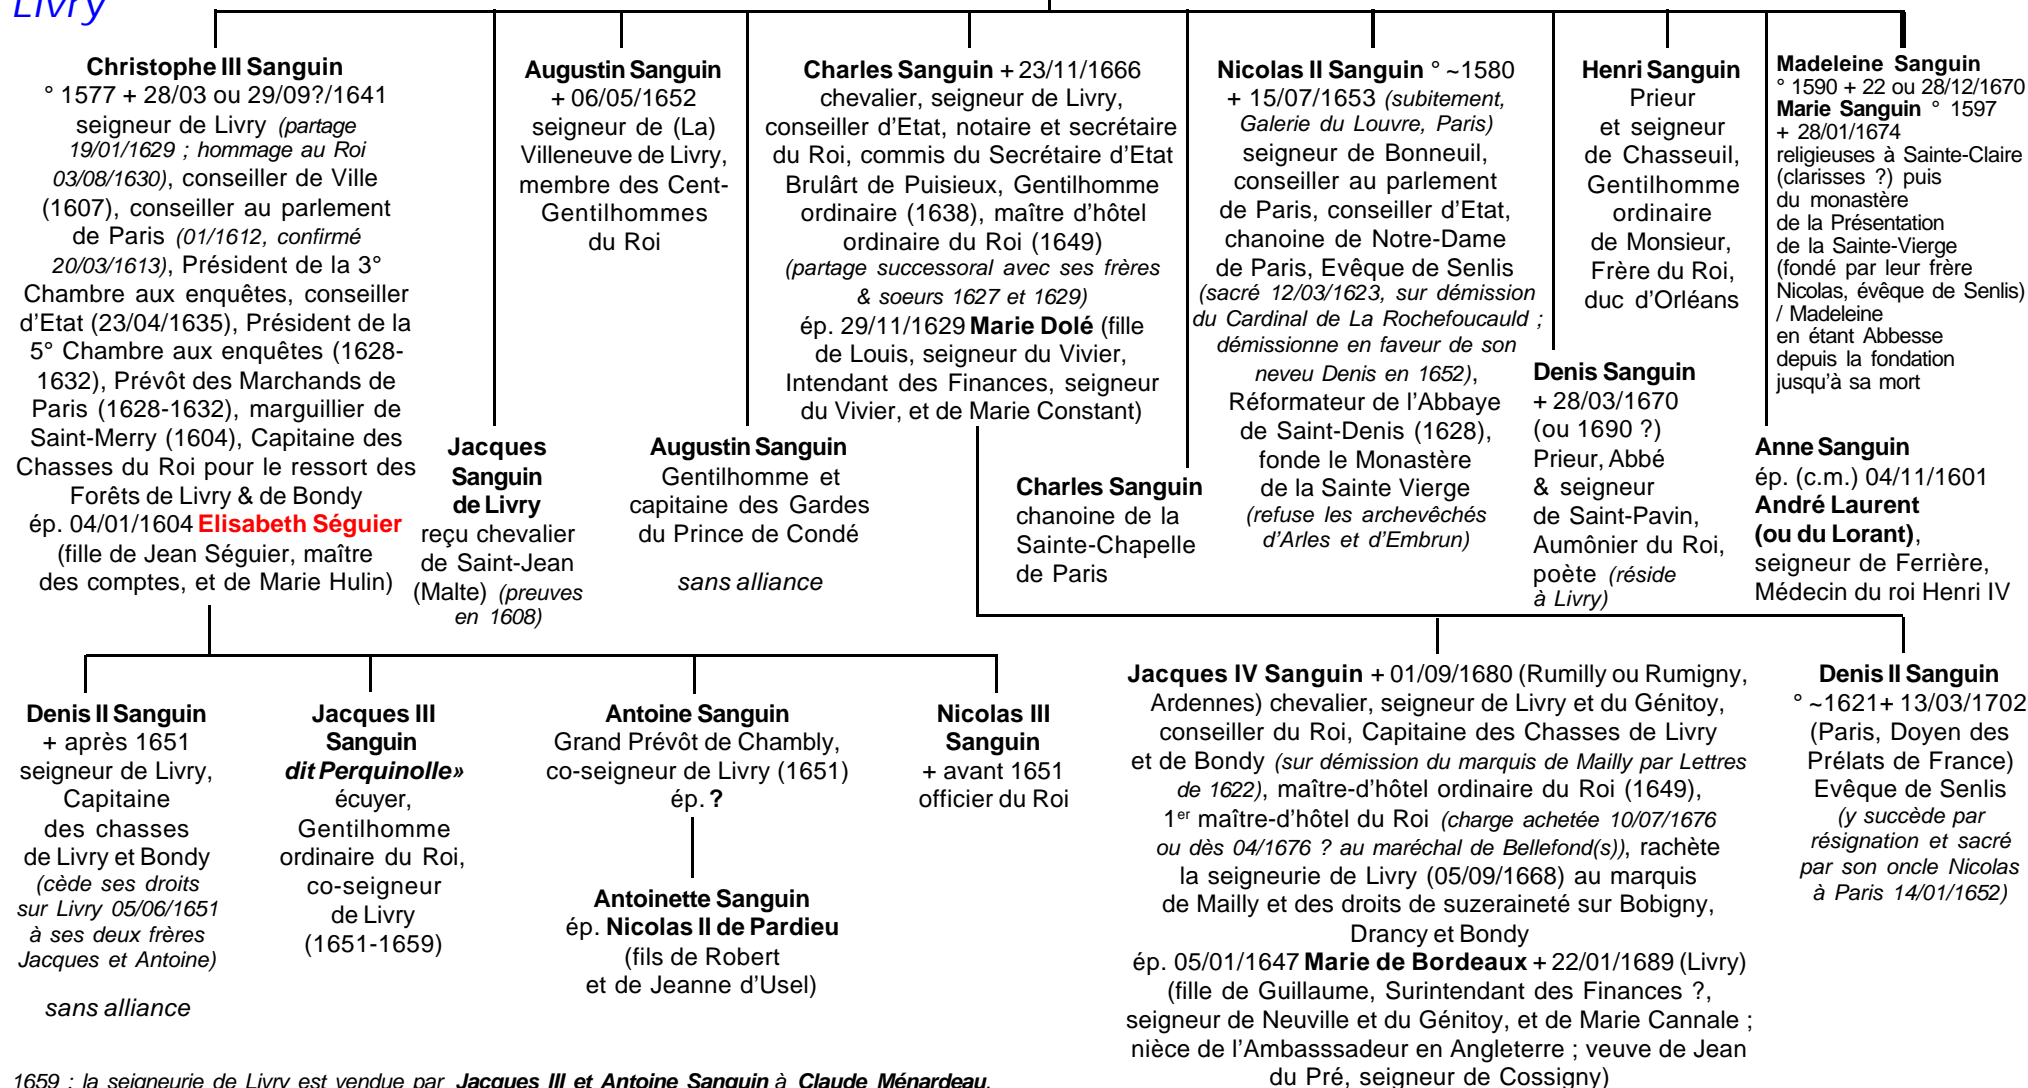 Livry
Christophe III Sanguin
° 1577 + 28/03 ou 29/09?/1641
seigneur de Livry (partage
19/01/1629 ; hommage au Roi
03/08/1630), conseiller de Ville
(1607), conseiller au parlement
de Paris (01/1612, confirmé
20/03/1613), Président de la 3°
Chambre aux enquêtes, conseiller
d'Etat (23/04/1635), Président de la
5° Chambre aux enquêtes (1628-
1632), Prévôt des Marchands de
Paris (1628-1632), marguillier de
Saint-Merry (1604), Capitaine des
Chasses du Roi pour le ressort des
Forêts de Livry & de Bondy
ép. 04/01/1604 Elisabeth Séguier
(fille de Jean Séguier, maître
des comptes, et de Marie Hulin)
Jacques
Sanguin
de Livry
reçu chevalier
de Saint-Jean
(Malte) (preuves
en 1608)
Augustin Sanguin
+ 06/05/1652
seigneur de (La)
Villeneuve de Livry,
membre des Cent-
Gentilhommes
du Roi
Augustin Sanguin
Gentilhomme et
capitaine des Gardes
du Prince de Condé
sans alliance
Charles Sanguin + 23/11/1666
chevalier, seigneur de Livry,
conseiller d'Etat, notaire et secrétaire
du Roi, commis du Secrétaire d'Etat
Brulârt de Puisieux, Gentilhomme
ordinaire (1638), maître d'hôtel
ordinaire du Roi (1649)
(partage successoral avec ses frères
& soeurs 1627 et 1629)
ép. 29/11/1629 Marie Dolé (fille
de Louis, seigneur du Vivier,
Intendant des Finances, seigneur
du Vivier, et de Marie Constant)
Charles Sanguin
chanoine de la
Sainte-Chapelle
de Paris
Nicolas II Sanguin ° ~1580
+ 15/07/1653 (subitement,
Galerie du Louvre, Paris)
seigneur de Bonneuil,
conseiller au parlement
de Paris, conseiller d'Etat,
chanoine de Notre-Dame
de Paris, Evêque de Senlis
(sacré 12/03/1623, sur démission
du Cardinal de La Rochefoucauld ;
démissionne en faveur de son
neveu Denis en 1652),
Réformateur de l'Abbaye
de Saint-Denis (1628),
fonde le Monastère
de la Sainte Vierge
(refuse les archevêchés
d'Arles et d'Embrun)
Henri Sanguin
Prieur
et seigneur
de Chasseuil,
Gentilhomme
ordinaire
de Monsieur,
Frère du Roi,
duc d'Orléans
Denis Sanguin
+ 28/03/1670
(ou 1690 ?)
Prieur, Abbé
& seigneur
de Saint-Pavin,
Aumônier du Roi,
poète (réside
à Livry)
Madeleine Sanguin
° 1590 + 22 ou 28/12/1670
Marie Sanguin ° 1597
+ 28/01/1674
religieuses à Sainte-Claire
(clarisses ?) puis
du monastère
de la Présentation
de la Sainte-Vierge
(fondé par leur frère
Nicolas, évêque de Senlis)
/ Madeleine
en étant Abbesse
depuis la fondation
jusqu'à sa mort
Anne Sanguin
ép. (c.m.) 04/11/1601
André Laurent
(ou du Lorant),
seigneur de Ferrière,
Médecin du roi Henri IV
Denis II Sanguin
+ après 1651
seigneur de Livry,
Capitaine
des chasses
de Livry et Bondy
(cède ses droits
sur Livry 05/06/1651
à ses deux frères
Jacques et Antoine)
sans alliance
Jacques III
Sanguin
dit Perquinolle»
écuyer,
Gentilhomme
ordinaire du Roi,
co-seigneur
de Livry
(1651-1659)
Antoine Sanguin
Grand Prévôt de Chambly,
co-seigneur de Livry (1651)
ép. ?
Antoinette Sanguin
ép. Nicolas II de Pardieu
(fils de Robert
et de Jeanne d'Usel)
Nicolas III
Sanguin
+ avant 1651
officier du Roi
Jacques IV Sanguin + 01/09/1680 (Rumilly ou Rumigny,
Ardennes) chevalier, seigneur de Livry et du Génitoy,
conseiller du Roi, Capitaine des Chasses de Livry
et de Bondy (sur démission du marquis de Mailly par Lettres
de 1622), maître-d'hôtel ordinaire du Roi (1649),
1er maître-d'hôtel du Roi (charge achetée 10/07/1676
ou dès 04/1676 ? au maréchal de Bellefond(s)), rachète
la seigneurie de Livry (05/09/1668) au marquis
de Mailly et des droits de suzeraineté sur Bobigny,
Drancy et Bondy
ép. 05/01/1647 Marie de Bordeaux + 22/01/1689 (Livry)
(fille de Guillaume, Surintendant des Finances ?,
seigneur de Neuville et du Génitoy, et de Marie Cannale ;
nièce de l'Ambasssadeur en Angleterre ; veuve de Jean
du Pré, seigneur de Cossigny)
Denis II Sanguin
° ~1621+ 13/03/1702
(Paris, Doyen des
Prélats de France)
Evêque de Senlis
(y succède par
résignation et sacré
par son oncle Nicolas
à Paris 14/01/1652)
1659 : la seigneurie de Livry est vendue par Jacques III et Antoine Sanguin à Claude Ménardeau.